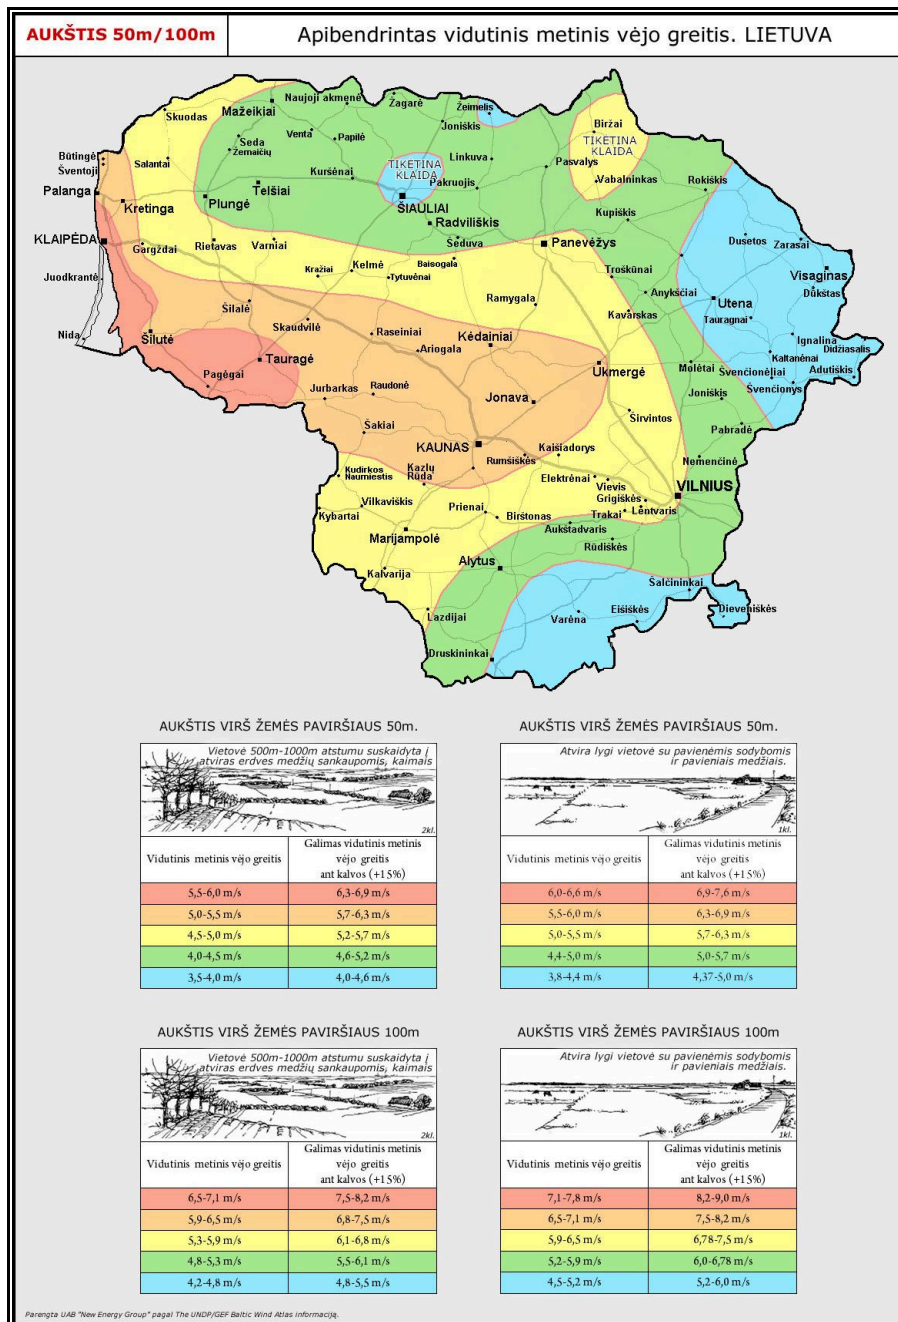 AUKŠTIS 50m/100m
Apibendrintas vidutinis metinis vėjo greitis. LIETUVA
Skuodas
Mažeikiai
Naujoji akmenė
Žagarė
Žeimelis
Joniškis
Biržai
TIKĖTINA
KLAIDA
Būtingė
Šventoji
Salantai
Seda
Žemaičių
Venta
Papilė
Linkuva
Pasvalys
Palanga
Kretinga
Plungė
Telšiai
Kuršėnai
TIKĖTINA
KLAIDA
Pakruojis
Vabalninkas
Rokiškis
ŠIAULIAI
Radviliškis
Kupiškis
KLAIPĖDA
Gargždai
Rietavas
Varniai
Šeduva
Panevėžys
Dusetos
Zarasai
Juodkrantė
Kražiai
Kelmė
Tytuvėnai
Baisogala
Troškūnai
Visaginas
Dūkštas
Anykščiai
Utena
Šilalė
Ramygala
Kavarskas
Tauragnai
Nida
Šilutė
Skaudvilė
Raseiniai
Kėdainiai
Ignalina
Didžiasalis
Tauragė
Ariogala
Ukmergė
Molėtai
Kaltanėnai
Švenčionėliai
Adutiškis
Pagėgai
Jurbarkas
Raudonė
Jonava
Joniškis
Švenčionys
Šakiai
Širvintos
Pabradė
KAUNAS
Rumšiškės
Kaišiadorys
Nemenčinė
Kudirkos
Naumiestis
Kazlų
Rūda
Elektrėnai
Vievis
Grigiškės
VILNIUS
Kybartai
Vilkaviškis
Prienai
Birštonas
Trakai
Lentvaris
Marijampolė
Aukštadvaris
Rūdiškės
Kalvarija
Alytus
Šalčininkai
Lazdijai
Varėna
Eišiškės
Dieveniškės
Druskininkai
AUKŠTIS VIRŠ ŽEMĖS PAVIRŠIAUS 50m.
Vietovė 500m-1000m atstumu suskaidyta į
atviras erdves medžių sankaupomis, kaimais
2kl.
Vidutinis metinis vėjo greitis
Galimas vidutinis metinis
vėjo greitis
ant kalvos (+15%)
5,5-6,0 m/s 6,3-6,9 m/s
5,0-5,5 m/s 5,7-6,3 m/s
4,5-5,0 m/s 5,2-5,7 m/s
4,0-4,5 m/s 4,6-5,2 m/s
3,5-4,0 m/s 4,0-4,6 m/s
AUKŠTIS VIRŠ ŽEMĖS PAVIRŠIAUS 50m.
Atvira lygi vietovė su pavienėmis sodybomis
ir pavieniais medžiais.
1kl.
Vidutinis metinis vėjo greitis
Galimas vidutinis metinis
vėjo greitis
ant kalvos (+15%)
6,0-6,6 m/s 6,9-7,6 m/s
5,5-6,0 m/s 6,3-6,9 m/s
5,0-5,5 m/s 5,7-6,3 m/s
4,4-5,0 m/s 5,0-5,7 m/s
3,8-4,4 m/s 4,37-5,0 m/s
AUKŠTIS VIRŠ ŽEMĖS PAVIRŠIAUS 100m
Vietovė 500m-1000m atstumu suskaidyta į
atviras erdves medžių sankaupomis, kaimais
2kl.
Vidutinis metinis vėjo greitis
Galimas vidutinis metinis
vėjo greitis
ant kalvos (+15%)
6,5-7,1 m/s 7,5-8,2 m/s
5,9-6,5 m/s 6,8-7,5 m/s
5,3-5,9 m/s 6,1-6,8 m/s
4,8-5,3 m/s 5,5-6,1 m/s
4,2-4,8 m/s 4,8-5,5 m/s
AUKŠTIS VIRŠ ŽEMĖS PAVIRŠIAUS 100m
Atvira lygi vietovė su pavienėmis sodybomis
ir pavieniais medžiais.
1kl.
Vidutinis metinis vėjo greitis
Galimas vidutinis metinis
vėjo greitis
ant kalvos (+15%)
7,1-7,8 m/s 8,2-9,0 m/s
6,5-7,1 m/s 7,5-8,2 m/s
5,9-6,5 m/s 6,78-7,5 m/s
5,2-5,9 m/s 6,0-6,78 m/s
4,5-5,2 m/s 5,2-6,0 m/s
Parengta UAB "New Energy Group" pagal The UNDP/GEF Baltic Wind Atlas informaciją.